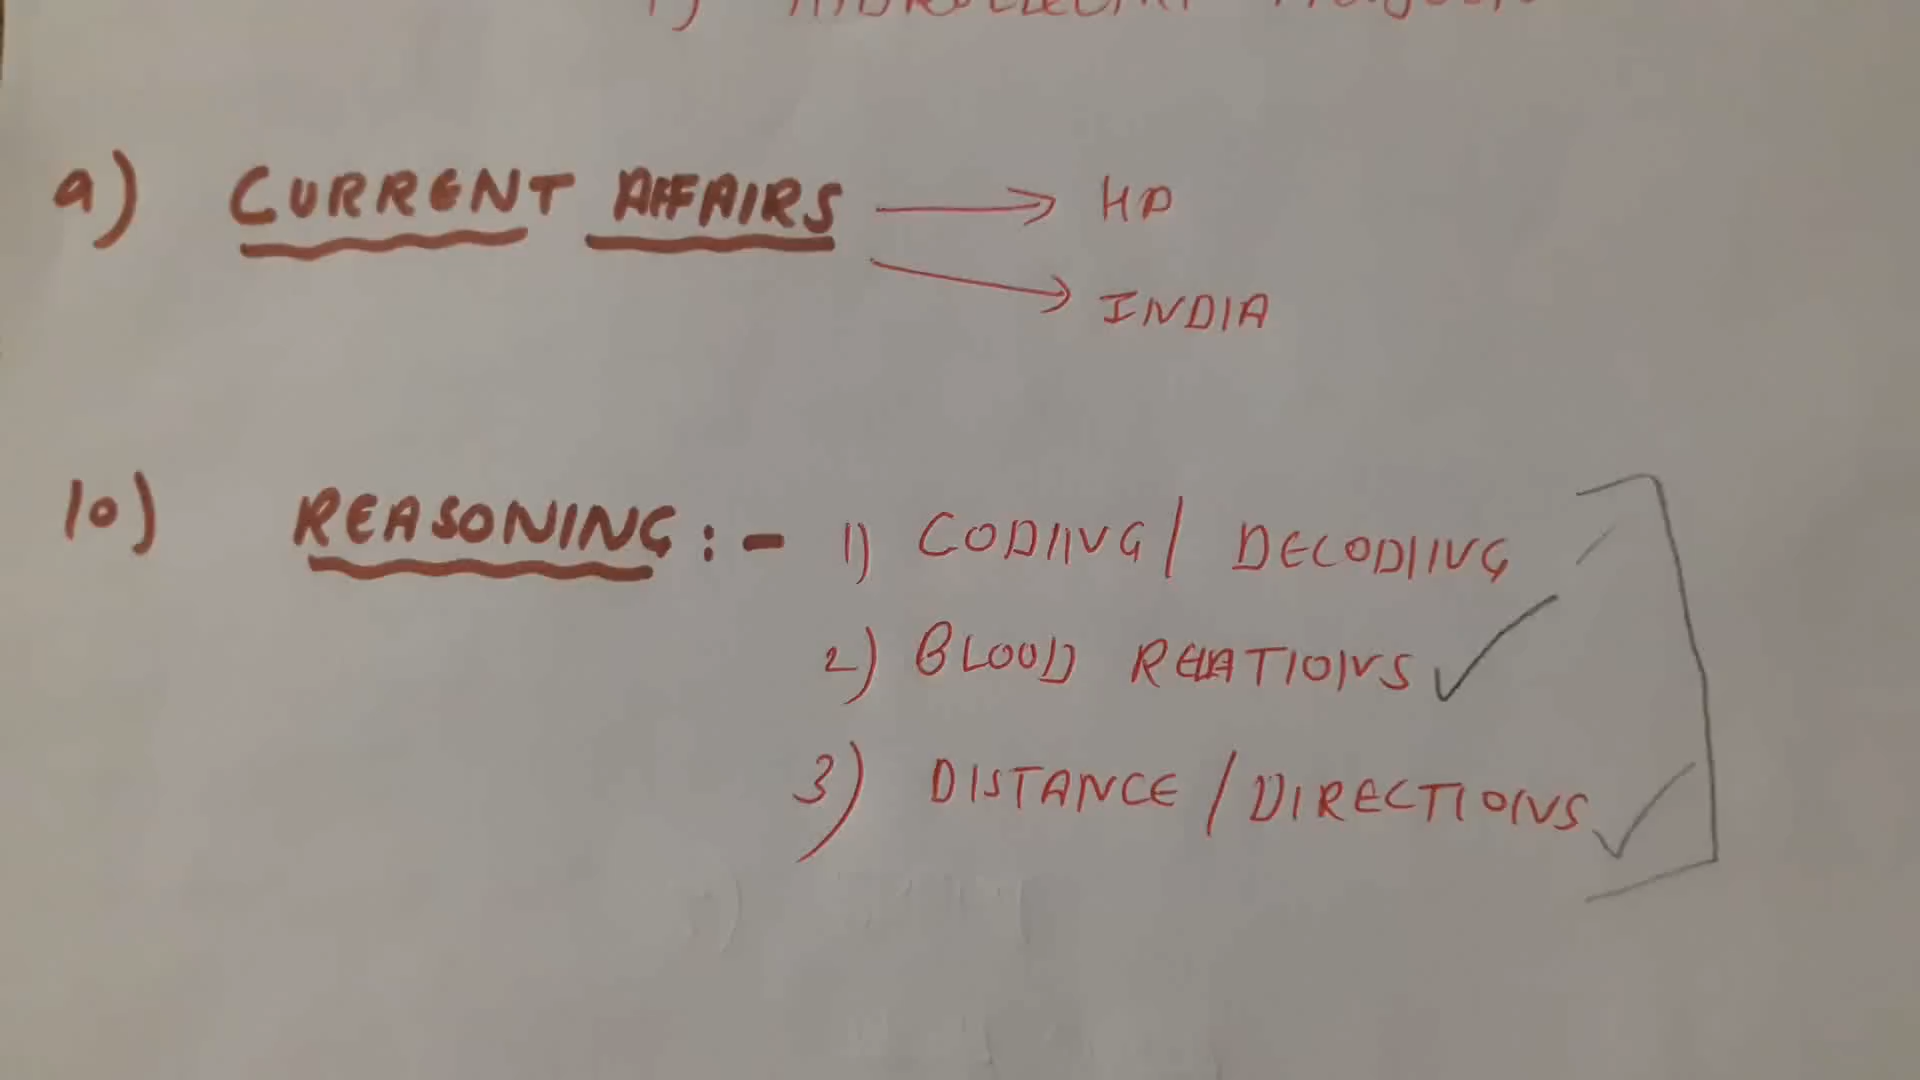 9) CURRENT AFFAIRS → HP
→ INDIA
10) REASONING :- 1) CODING / DECODING
2) BLOOD RELATIONS ✓
3) DISTANCE / DIRECTIONS ✓